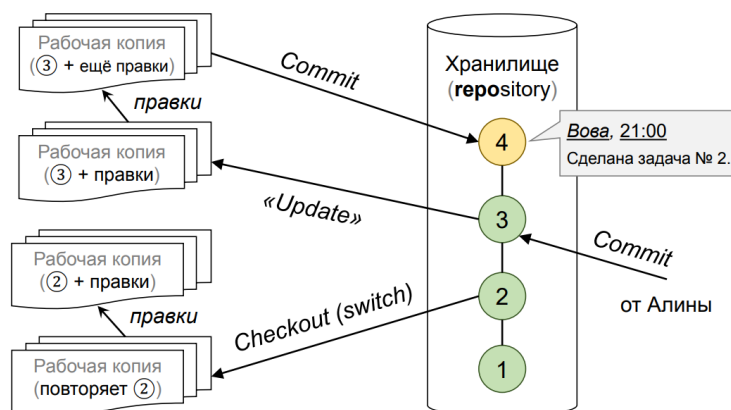 Рабочая копия
(③ + ещё правки)
правки
Рабочая копия
(③ + правки)
Рабочая копия
(② + правки)
правки
Рабочая копия
(повторяет ②)
Commit
«Update»
Checkout (switch)
Хранилище
(repository)
4
3
2
1
Вова, 21:00
Сделана задача № 2.
Commit
от Алины